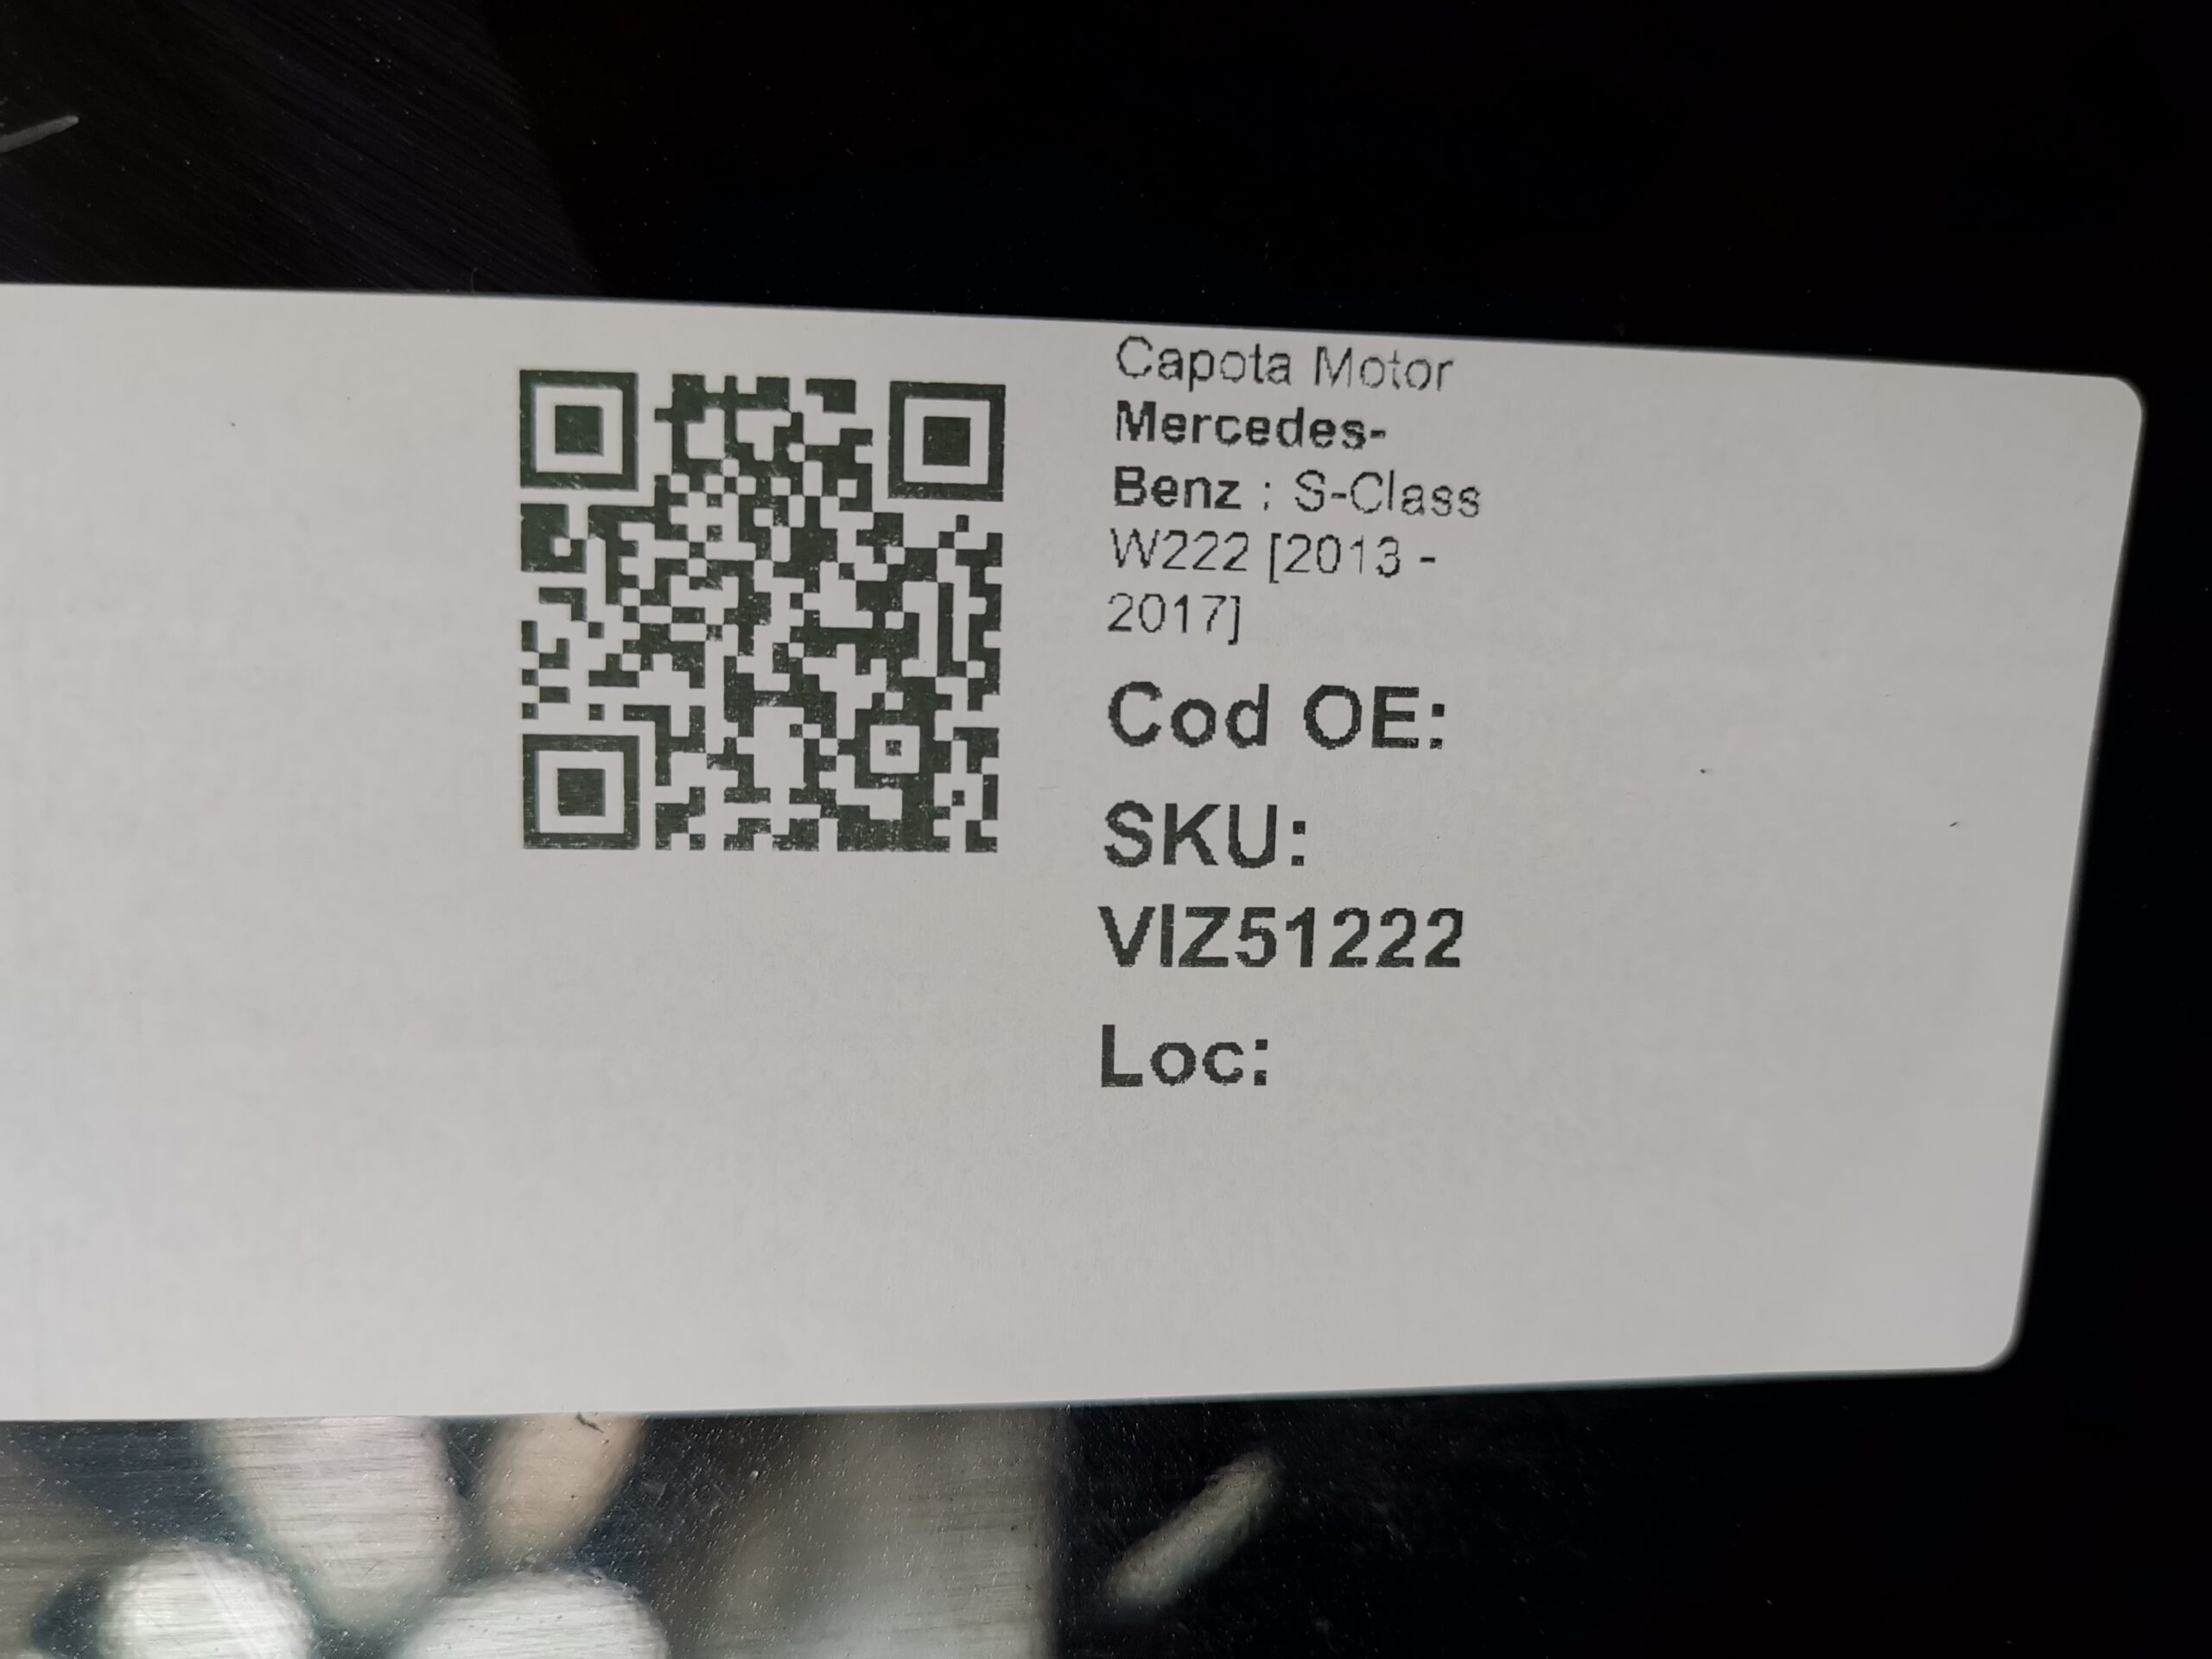 Capota Motor
Mercedes-
Benz : S-Class
W222 [2013 -
2017]
Cod OE:
SKU:
VIZ51222
Loc: